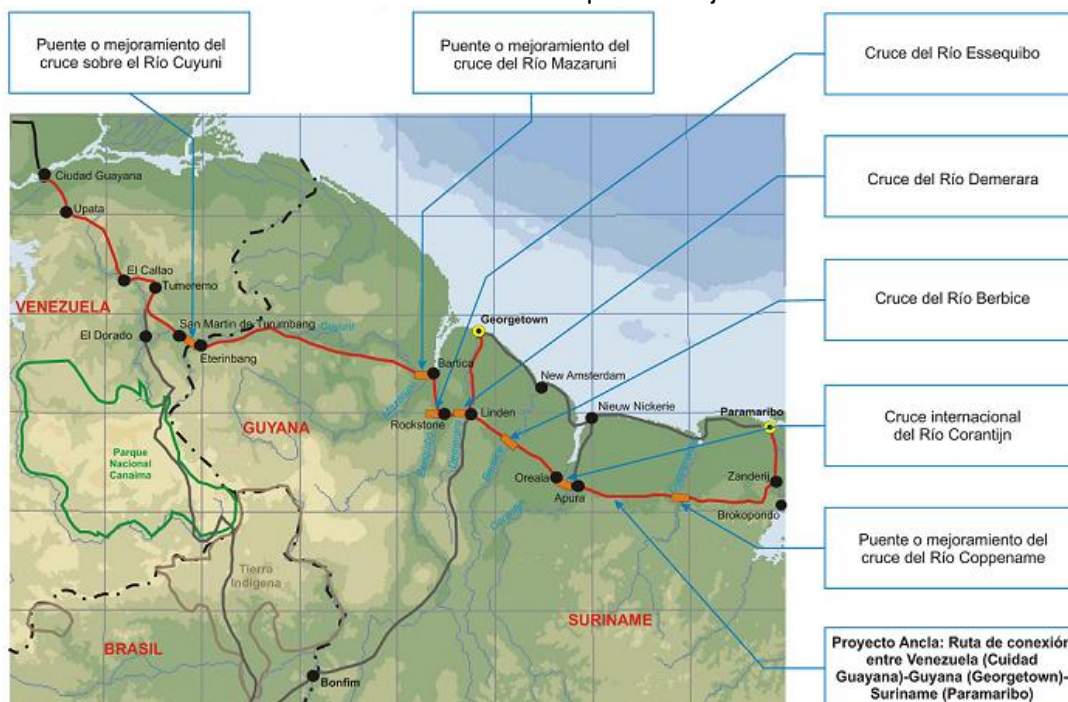 Puente o mejoramiento del
cruce sobre el Río Cuyuni
Puente o mejoramiento del
cruce del Río Mazaruni
Cruce del Río Essequibo
Cruce del Río Demerara
Cruce del Río Berbice
Cruce internacional
del Río Corantijn
Puente o mejoramiento del
cruce del Río Coppename
Proyecto Ancla: Ruta de conexión
entre Venezuela (Cuidad
Guayana)-Guyana (Georgetown)-
Suriname (Paramaribo)
Ciudad Guayana
Upata
El Callao
Tumeremo
VENEZUELA
El Dorado
San Martin de Turumbang
Eterinbang
Georgetown
Bartica
New Amsterdam
Nieuw Nickerie
Paramaribo
Rockstone
Linden
GUYANA
Demerara
Berbice
Parque
Nacional
Canaima
Oreala
Apura
Zanderij
Brokopondo
Tierra
Indígena
SURINAME
BRASIL
Bonfim